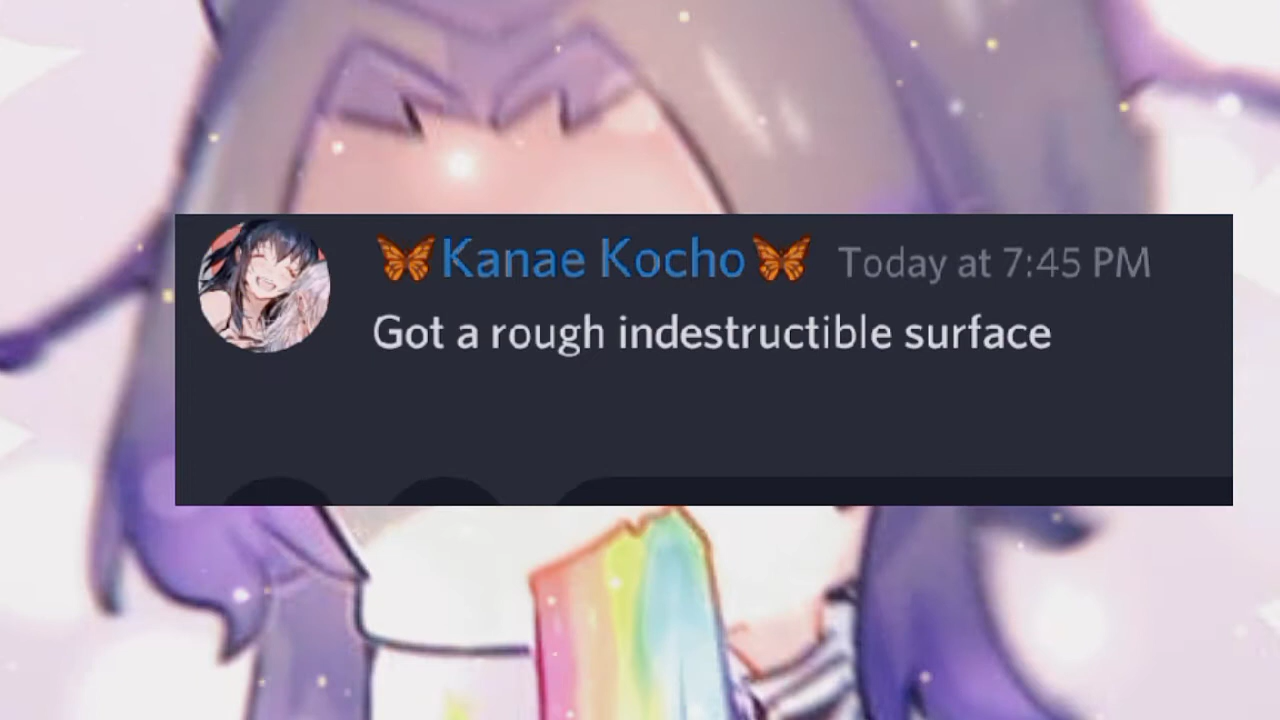 🦋Kanae Kocho🦋 Today at 7:45 PM
Got a rough indestructible surface